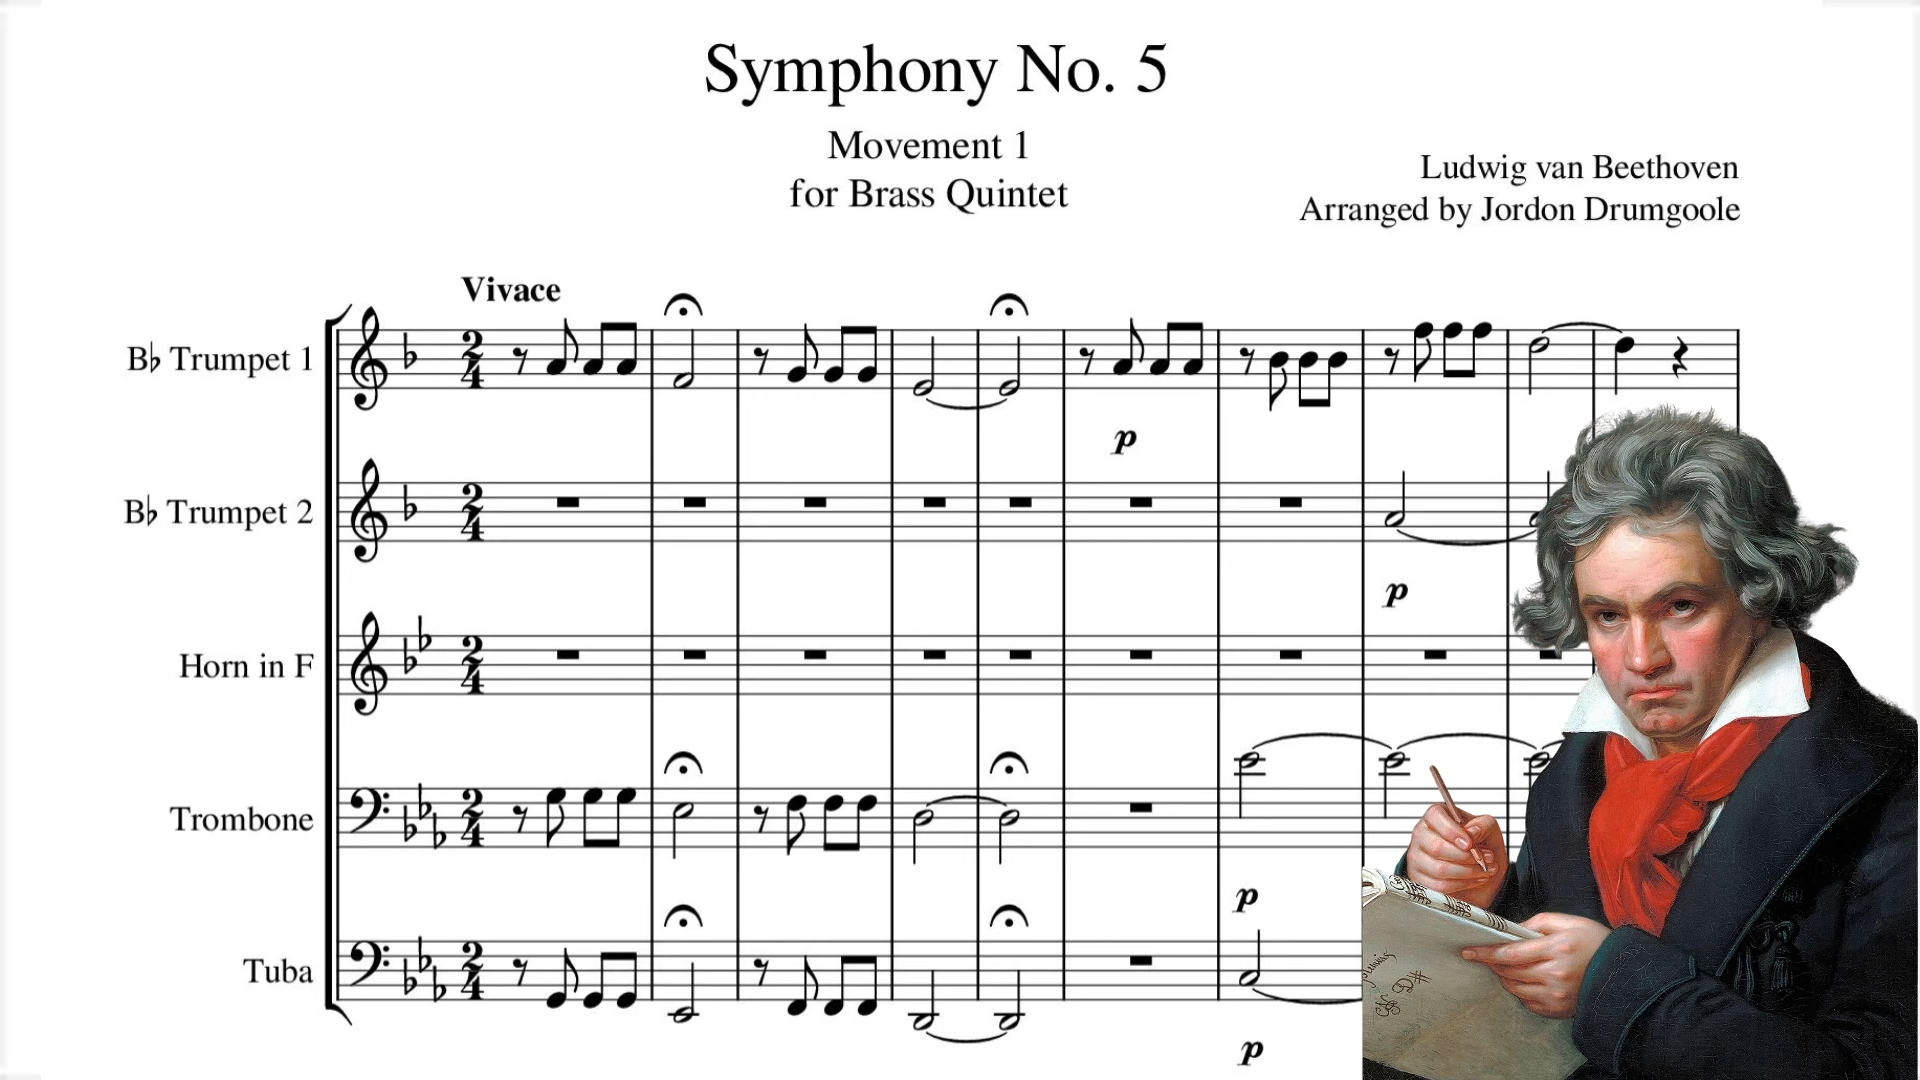 Symphony No. 5
Movement 1
for Brass Quintet
Ludwig van Beethoven
Arranged by Jordon Drumgoole
Vivace
B♭ Trumpet 1
p
B♭ Trumpet 2
p
Horn in F
Trombone
p
Tuba
p